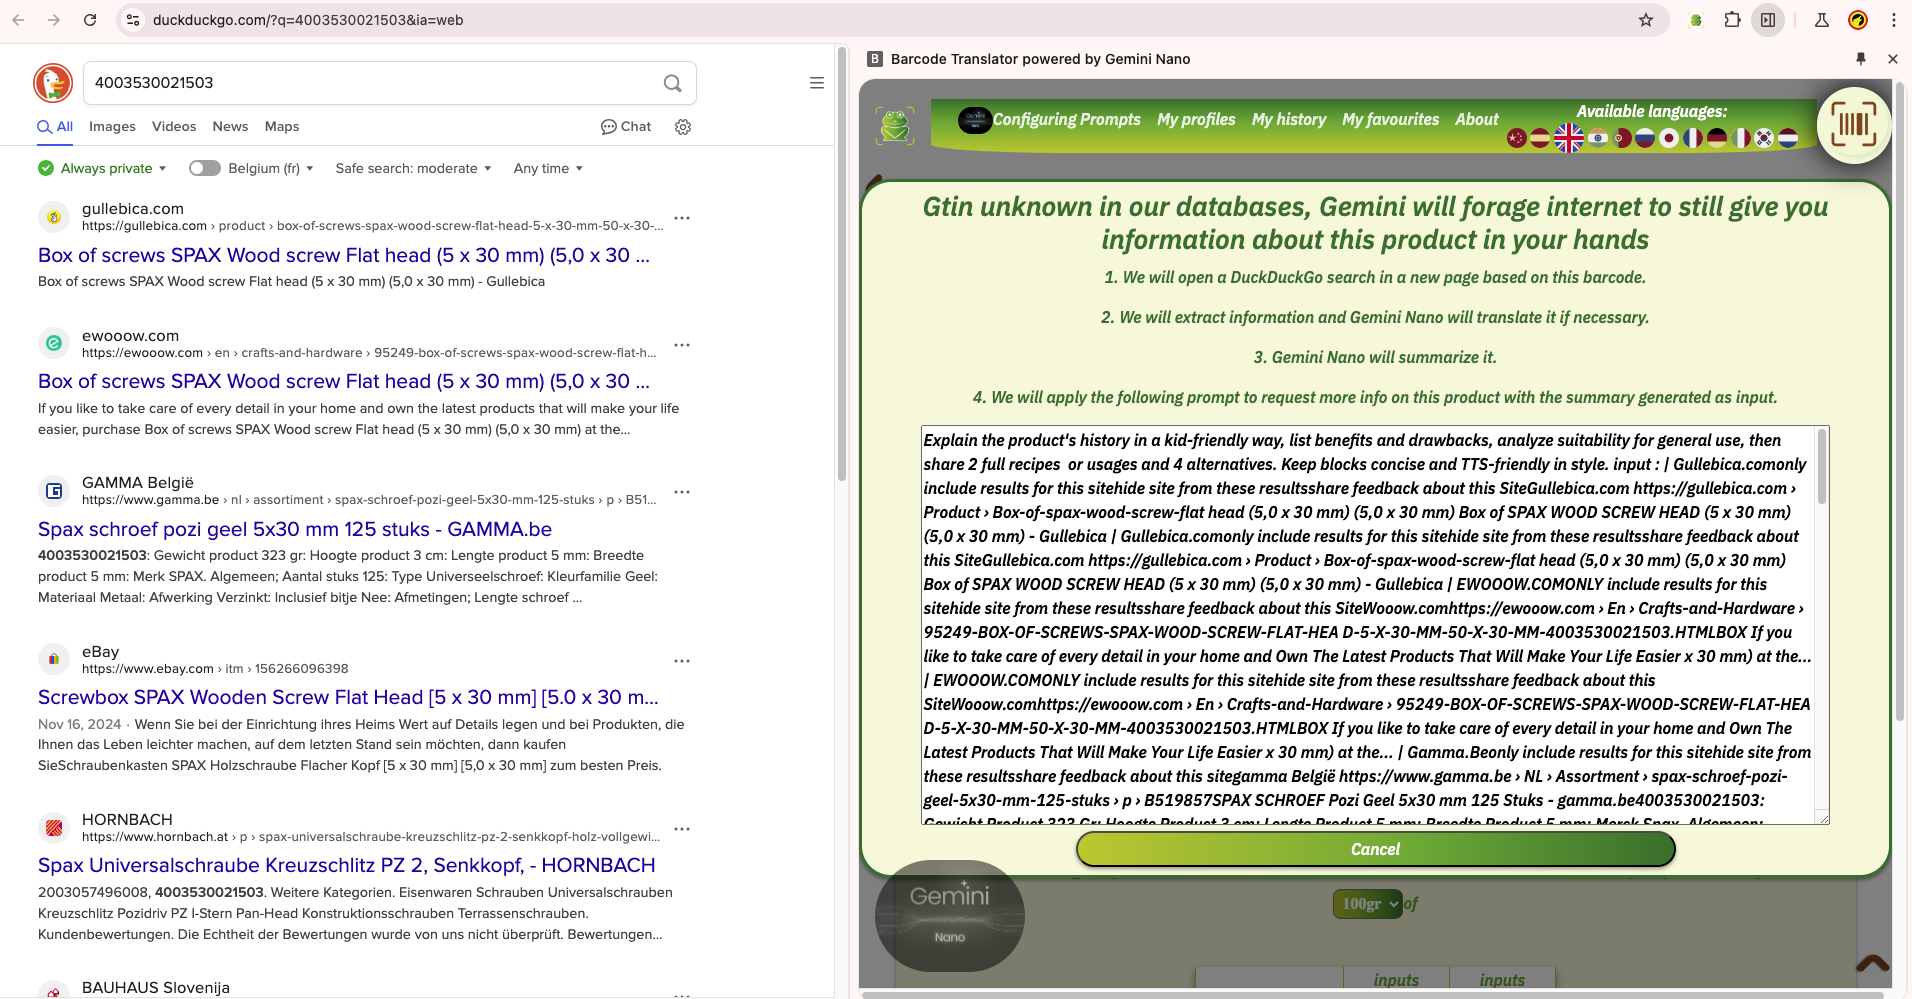 duckduckgo.com/?q=4003530021503&ia=web
4003530021503
All Images Videos News Maps Chat
Always private Belgium (fr) Safe search: moderate Any time
gullebica.com
https://gullebica.com › product › box-of-screws-spax-wood-screw-flat-head-5-x-30-mm-50-x-30-...
Box of screws SPAX Wood screw Flat head (5 x 30 mm) (5,0 x 30 ...
Box of screws SPAX Wood screw Flat head (5 x 30 mm) (5,0 x 30 mm) - Gullebica
ewooow.com
https://ewooow.com › en › crafts-and-hardware › 95249-box-of-screws-spax-wood-screw-flat-h...
Box of screws SPAX Wood screw Flat head (5 x 30 mm) (5,0 x 30 ...
If you like to take care of every detail in your home and own the latest products that will make your life
easier, purchase Box of screws SPAX Wood screw Flat head (5 x 30 mm) (5,0 x 30 mm) at the...
GAMMA België
https://www.gamma.be › nl › assortiment › spax-schroef-pozi-geel-5x30-mm-125-stuks › p › B51...
Spax schroef pozi geel 5x30 mm 125 stuks - GAMMA.be
4003530021503: Gewicht product 323 gr: Hoogte product 3 cm: Lengte product 5 mm: Breedte
product 5 mm: Merk SPAX. Algemeen; Aantal stuks 125: Type Universeelschroef: Kleurfamilie Geel:
Materiaal Metaal: Afwerking Verzinkt: Inclusief bitje Nee: Afmetingen; Lengte schroef ...
eBay
https://www.ebay.com › itm › 156266096398
Screwbox SPAX Wooden Screw Flat Head [5 x 30 mm] [5.0 x 30 m...
Nov 16, 2024 · Wenn Sie bei der Einrichtung ihres Heims Wert auf Details legen und bei Produkten, die
Ihnen das Leben leichter machen, auf dem letzten Stand sein möchten, dann kaufen
SieSchraubenkasten SPAX Holzschraube Flacher Kopf [5 x 30 mm] [5,0 x 30 mm] zum besten Preis.
HORNBACH
https://www.hornbach.at › p › spax-universalschraube-kreuzschlitz-pz-2-senkkopf-holz-vollgewi...
Spax Universalschraube Kreuzschlitz PZ 2, Senkkopf, - HORNBACH
2003057496008, 4003530021503. Weitere Kategorien. Eisenwaren Schrauben Universalschrauben
Kreuzschlitz Pozidriv PZ I-Stern Pan-Head Konstruktionsschrauben Terrassenschrauben.
Kundenbewertungen. Die Echtheit der Bewertungen wurde von uns nicht überprüft. Bewertungen...
BAUHAUS Slovenija
B Barcode Translator powered by Gemini Nano
Configuring Prompts My profiles My history My favourites About
Available languages:
Gtin unknown in our databases, Gemini will forage internet to still give you
information about this product in your hands
1. We will open a DuckDuckGo search in a new page based on this barcode.
2. We will extract information and Gemini Nano will translate it if necessary.
3. Gemini Nano will summarize it.
4. We will apply the following prompt to request more info on this product with the summary generated as input.
Explain the product's history in a kid-friendly way, list benefits and drawbacks, analyze suitability for general use, then
share 2 full recipes or usages and 4 alternatives. Keep blocks concise and TTS-friendly in style. input : | Gullebica.comonly
include results for this sitehide site from these resultsshare feedback about this SiteGullebica.com https://gullebica.com ›
Product › Box-of-spax-wood-screw-flat head (5,0 x 30 mm) (5,0 x 30 mm) Box of SPAX WOOD SCREW HEAD (5 x 30 mm)
(5,0 x 30 mm) - Gullebica | Gullebica.comonly include results for this sitehide site from these resultsshare feedback about
this SiteGullebica.com https://gullebica.com › Product › Box-of-spax-wood-screw-flat head (5,0 x 30 mm) (5,0 x 30 mm)
Box of SPAX WOOD SCREW HEAD (5 x 30 mm) (5,0 x 30 mm) - Gullebica | EWOOOW.COMONLY include results for this
sitehide site from these resultsshare feedback about this SiteWooow.comhttps://ewooow.com › En › Crafts-and-Hardware ›
95249-BOX-OF-SCREWS-SPAX-WOOD-SCREW-FLAT-HEA D-5-X-30-MM-50-X-30-MM-4003530021503.HTMLBOX If you
like to take care of every detail in your home and Own The Latest Products That Will Make Your Life Easier x 30 mm) at the...
| EWOOOW.COMONLY include results for this sitehide site from these resultsshare feedback about this
SiteWooow.comhttps://ewooow.com › En › Crafts-and-Hardware › 95249-BOX-OF-SCREWS-SPAX-WOOD-SCREW-FLAT-HEA
D-5-X-30-MM-50-X-30-MM-4003530021503.HTMLBOX If you like to take care of every detail in your home and Own The
Latest Products That Will Make Your Life Easier x 30 mm) at the... | Gamma.Beonly include results for this sitehide site from
these resultsshare feedback about this sitegamma België https://www.gamma.be › NL › Assortment › spax-schroef-pozi-
geel-5x30-mm-125-stuks › p › B519857SPAX SCHROEF Pozi Geel 5x30 mm 125 Stuks - gamma.be4003530021503:
Gewicht Product 323 Gr: Hoogte Product 3 cm: Lengte Product 5 mm: Breedte Product 5 mm: Merck Spax. Algemeen:
Cancel
Gemini
Nano
100gr of
inputs inputs